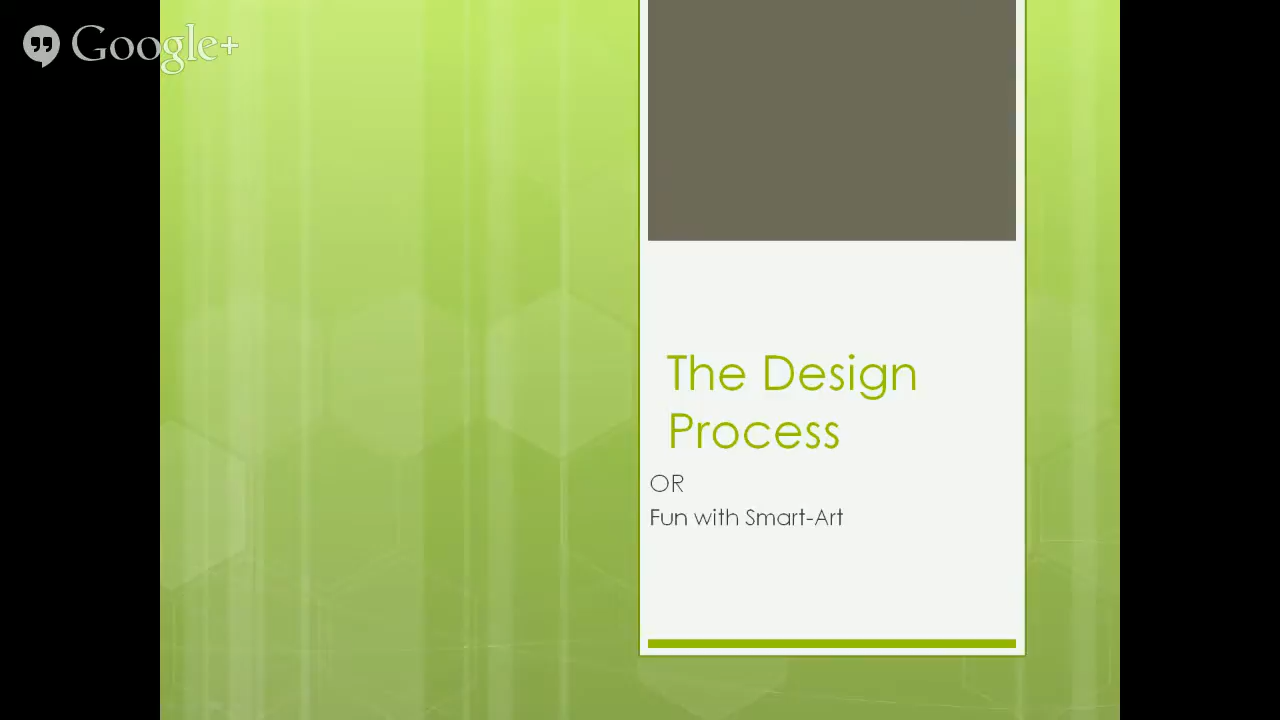 Google+
The Design
Process
OR
Fun with Smart-Art